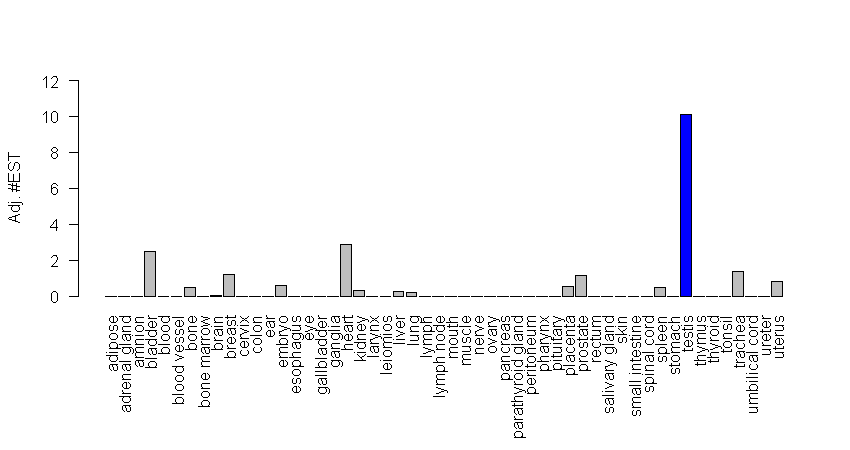 12
10
8
6
4
2
0
Adj. #EST
adipose
adrenal gland
amnion
bladder
blood
blood vessel
bone
bone marrow
brain
breast
cervix
colon
ear
embryo
esophagus
eye
gallbladder
ganglia
heart
kidney
larynx
leiomios
liver
lung
lymph
lymph node
mouth
muscle
nerve
ovary
pancreas
parathyroid gland
peritoneum
pharynx
pituitary
placenta
prostate
rectum
salivary gland
skin
small intestine
spinal cord
spleen
stomach
testis
thymus
thyroid
tonsil
trachea
umbilical cord
ureter
uterus